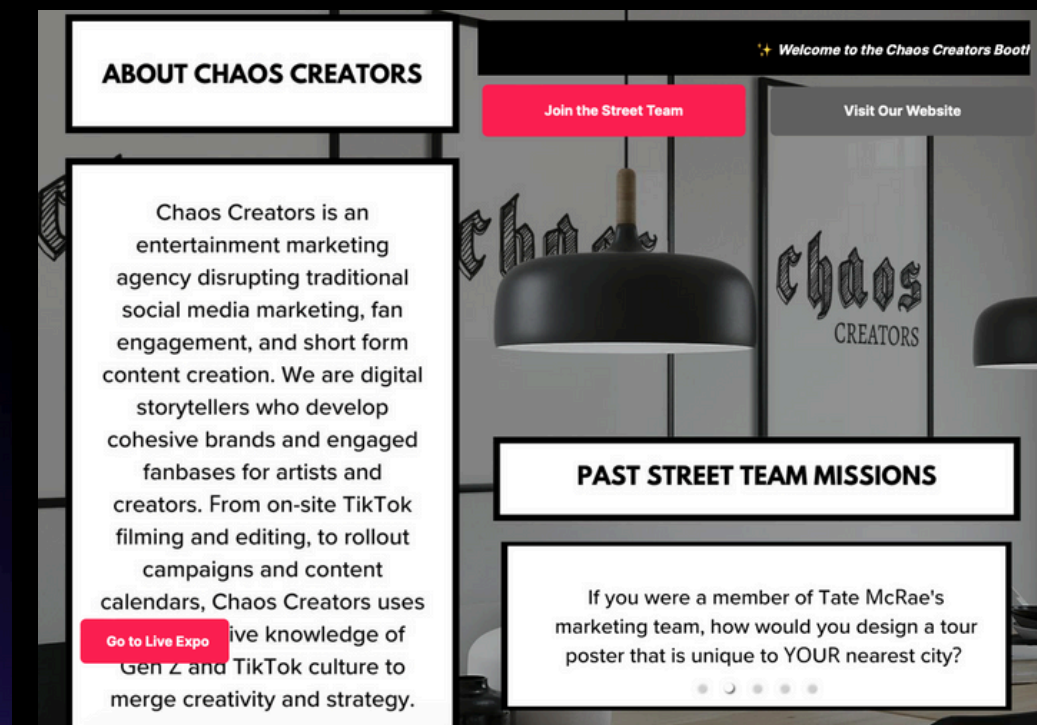 ABOUT CHAOS CREATORS
Chaos Creators is an
entertainment marketing
agency disrupting traditional
social media marketing, fan
engagement, and short form
content creation. We are digital
storytellers who develop
cohesive brands and engaged
fanbases for artists and
creators. From on-site TikTok
filming and editing, to rollout
campaigns and content
calendars, Chaos Creators uses
ive knowledge of
Gen Z and TikTok culture to
merge creativity and strategy.
Go to Live Expo
✨ Welcome to the Chaos Creators Booth
Join the Street Team
Visit Our Website
chaos
chaos
CREATORS
PAST STREET TEAM MISSIONS
If you were a member of Tate McRae's
marketing team, how would you design a tour
poster that is unique to YOUR nearest city?